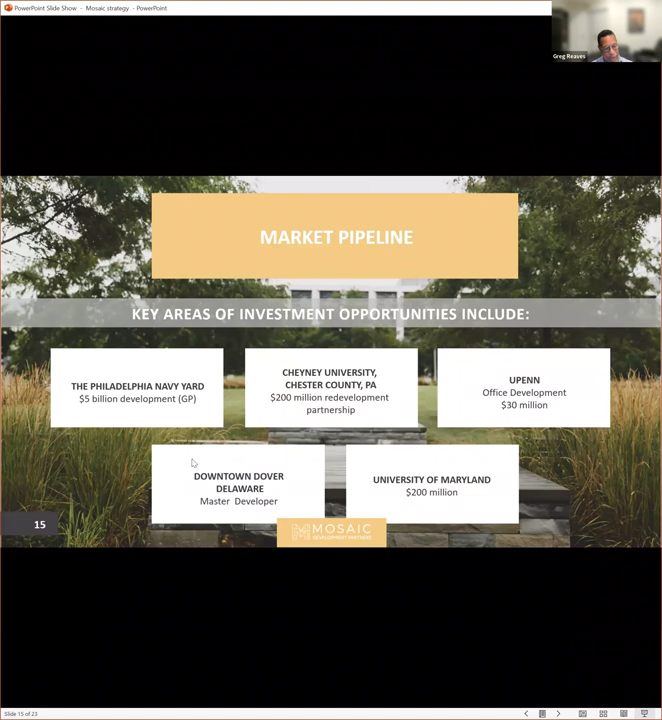 PowerPoint Slide Show - Mosaic strategy - PowerPoint
Greg Reaves
MARKET PIPELINE
KEY AREAS OF INVESTMENT OPPORTUNITIES INCLUDE:
THE PHILADELPHIA NAVY YARD
$5 billion development (GP)
CHEYNEY UNIVERSITY,
CHESTER COUNTY, PA
$200 million redevelopment
partnership
UPENN
Office Development
$30 million
DOWNTOWN DOVER
DELAWARE
Master Developer
UNIVERSITY OF MARYLAND
$200 million
15
MOSAIC
DEVELOPMENT PARTNERS
Slide 15 of 23